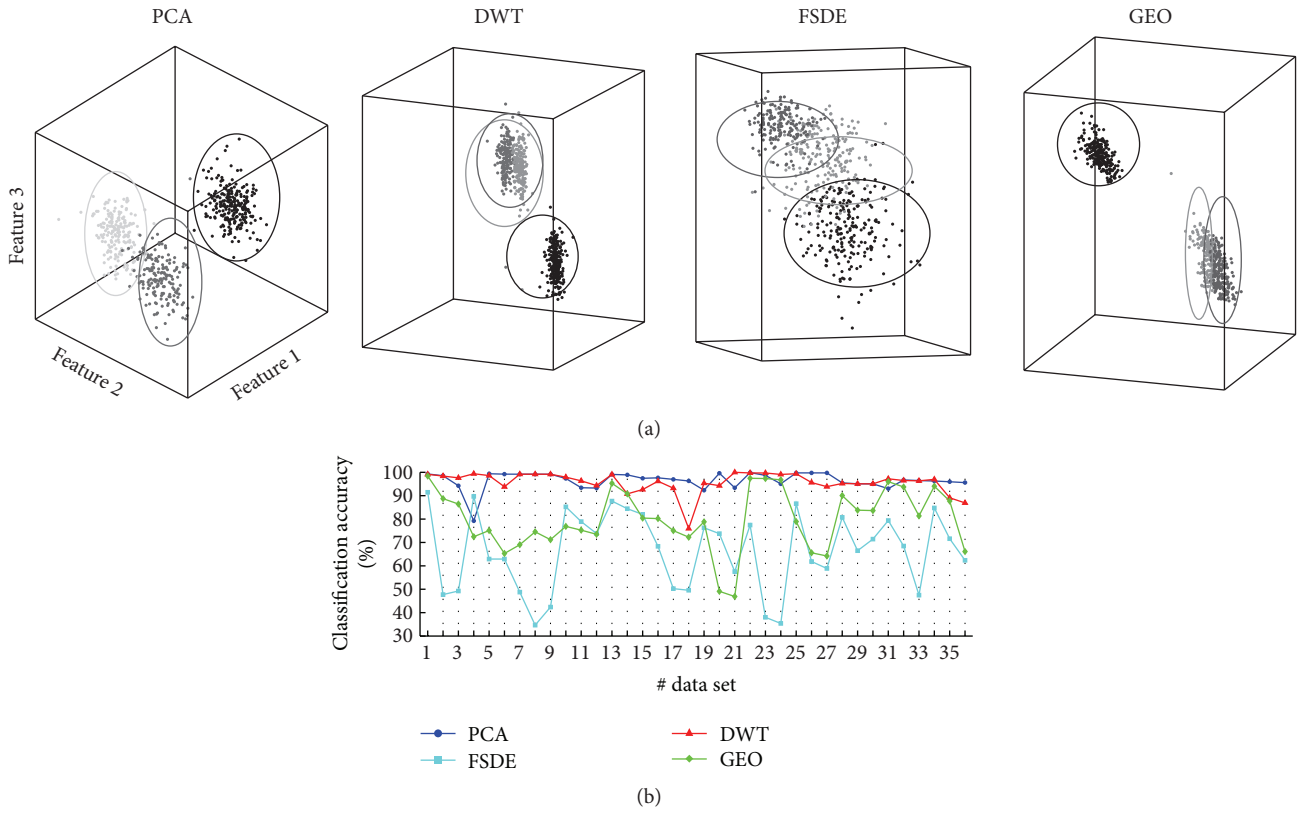 PCA
DWT
FSDE
GEO
Feature 3
Feature 2
Feature 1
(a)
Classification accuracy
(%)
100
90
80
70
60
50
40
30
1 3 5 7 9 11 13 15 17 19 21 23 25 27 29 31 33 35
# data set
PCA
DWT
FSDE
GEO
(b)